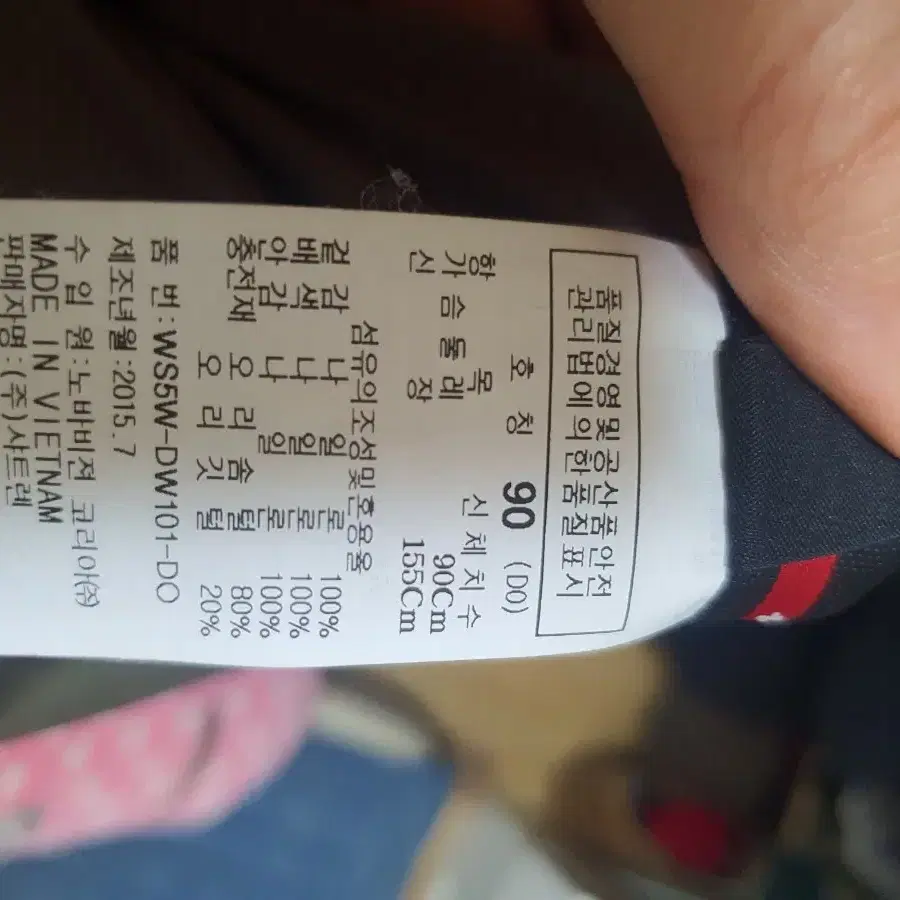 품질경영및공산품안전
관리법에의한품질표시
호 칭 90 (DO)
항 목 신 체 치 수
가 슴 둘 레 90Cm
신 장 155Cm
섬유의조성및혼용율
겉 감 나 일 론 100%
배 색 나 일 론 100%
안 감 나 일 론 100%
충전재 오 리 솜 털 80%
오 리 깃 털 20%
품 번: WS5W-DW101-DO
제조년월:2015.7
수 입 원:노바비젼 코리아㈜
MADE IN VIETNAM
판매자명:(주)샤트렌